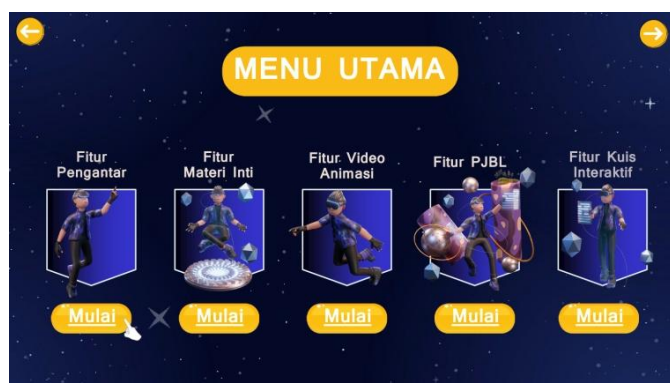 MENU UTAMA
Fitur
Pengantar
Fitur
Materi Inti
Fitur Video
Animasi
Fitur PJBL
Fitur Kuis
Interaktif
Mulai
Mulai
Mulai
Mulai
Mulai